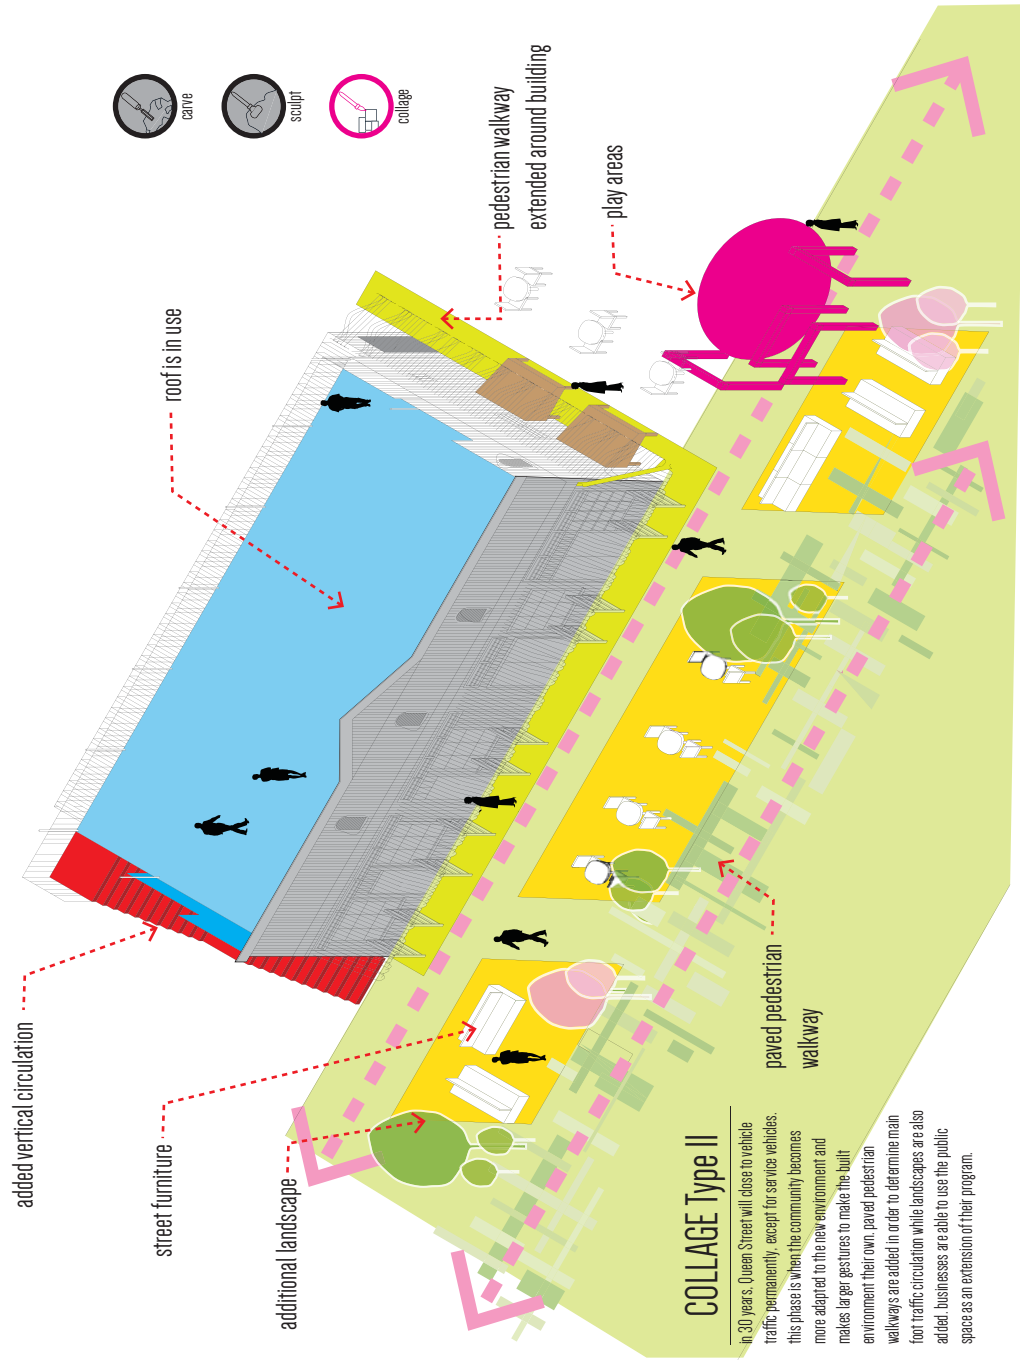 carve
sculpt
collage
pedestrian walkway
extended around building
play areas
roof is in use
added vertical circulation
street furniture
additional landscape
paved pedestrian
walkway
COLLAGE Type II
in 30 years, Queen Street will close to vehicle
traffic permanently, except for service vehicles.
this phase is when the community becomes
more adapted to the new environment and
makes larger gestures to make the built
environment their own. paved pedestrian
walkways are added in order to determine main
foot traffic circulation while landscapes are also
added. businesses are able to use the public
space as an extension of their program.